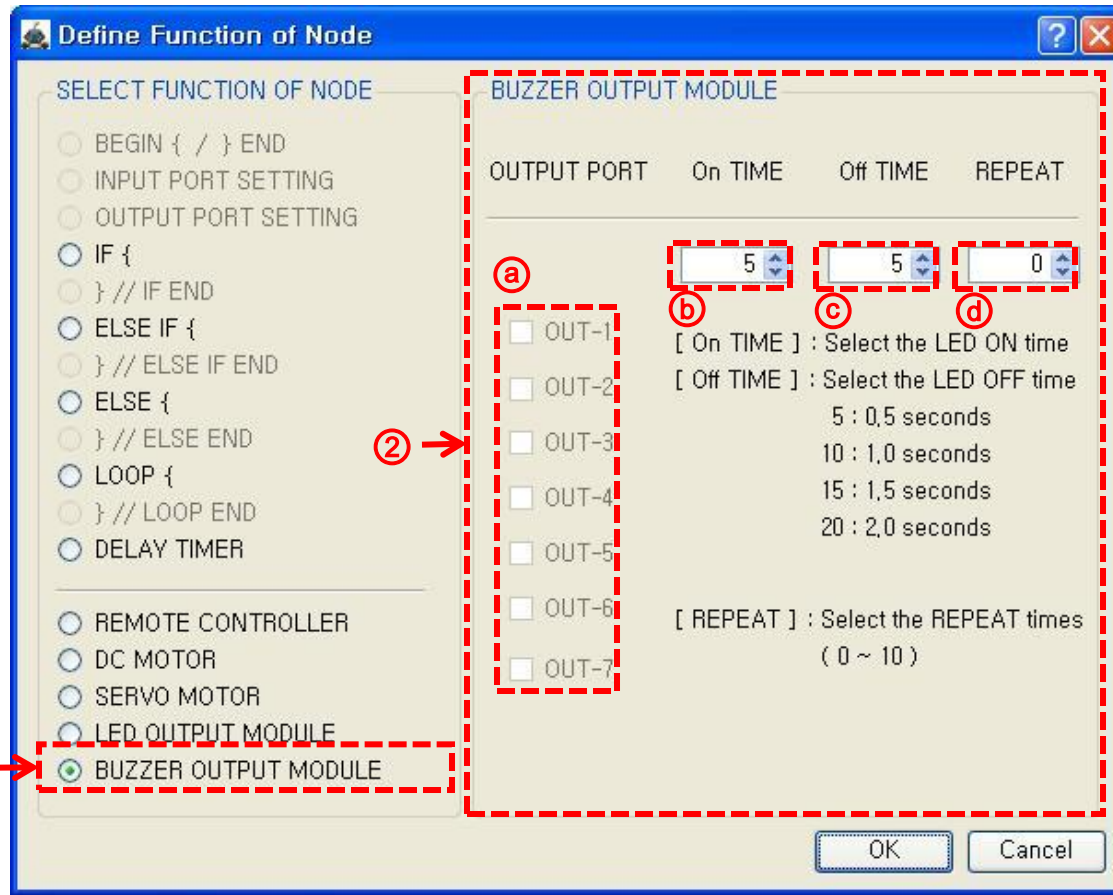 Define Function of Node
SELECT FUNCTION OF NODE
BEGIN { / } END
INPUT PORT SETTING
OUTPUT PORT SETTING
IF {
} // IF END
ELSE IF {
} // ELSE IF END
ELSE {
} // ELSE END
LOOP {
} // LOOP END
DELAY TIMER
REMOTE CONTROLLER
DC MOTOR
SERVO MOTOR
LED OUTPUT MODULE
BUZZER OUTPUT MODULE
②
BUZZER OUTPUT MODULE
OUTPUT PORT On TIME Off TIME REPEAT
5 5 0
ⓐ ⓑ ⓒ ⓓ
OUT-1
OUT-2
OUT-3
OUT-4
OUT-5
OUT-6
OUT-7
[ On TIME ] : Select the LED ON time
[ Off TIME ] : Select the LED OFF time
5 : 0,5 seconds
10 : 1,0 seconds
15 : 1,5 seconds
20 : 2,0 seconds
[ REPEAT ] : Select the REPEAT times
( 0 ~ 10 )
OK Cancel